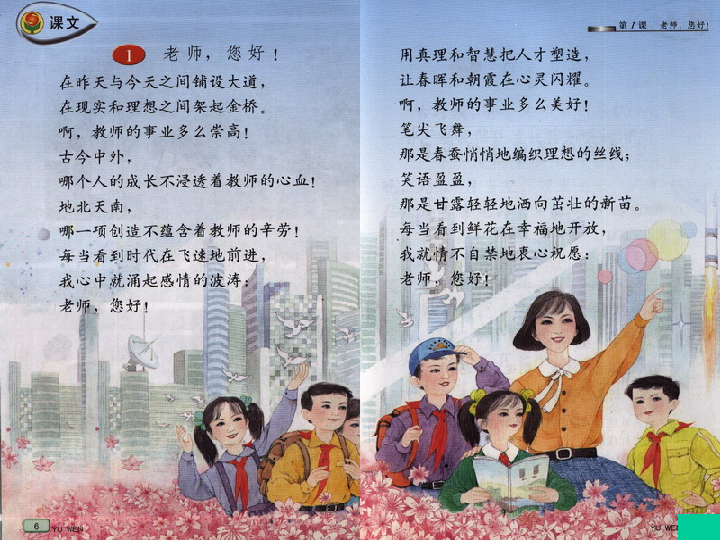 课文
1 老师，您好！
在昨天与今天之间铺设大道，
在现实和理想之间架起金桥。
啊，教师的事业多么崇高！
古今中外，
哪个人的成长不浸透着教师的心血！
地北天南，
哪一项创造不蕴含着教师的辛劳！
每当看到时代在飞速地前进，
我心中就涌起感情的波涛：
老师，您好！
6 YU WEN
第1课 老师，您好！
用真理和智慧把人才塑造，
让春晖和朝霞在心灵闪耀。
啊，教师的事业多么美好！
笔尖飞舞，
那是春蚕悄悄地编织理想的丝线；
笑语盈盈，
那是甘露轻轻地洒向茁壮的新苗。
每当看到鲜花在幸福地开放，
我就情不自禁地衷心祝愿：
老师，您好！
YU WEN